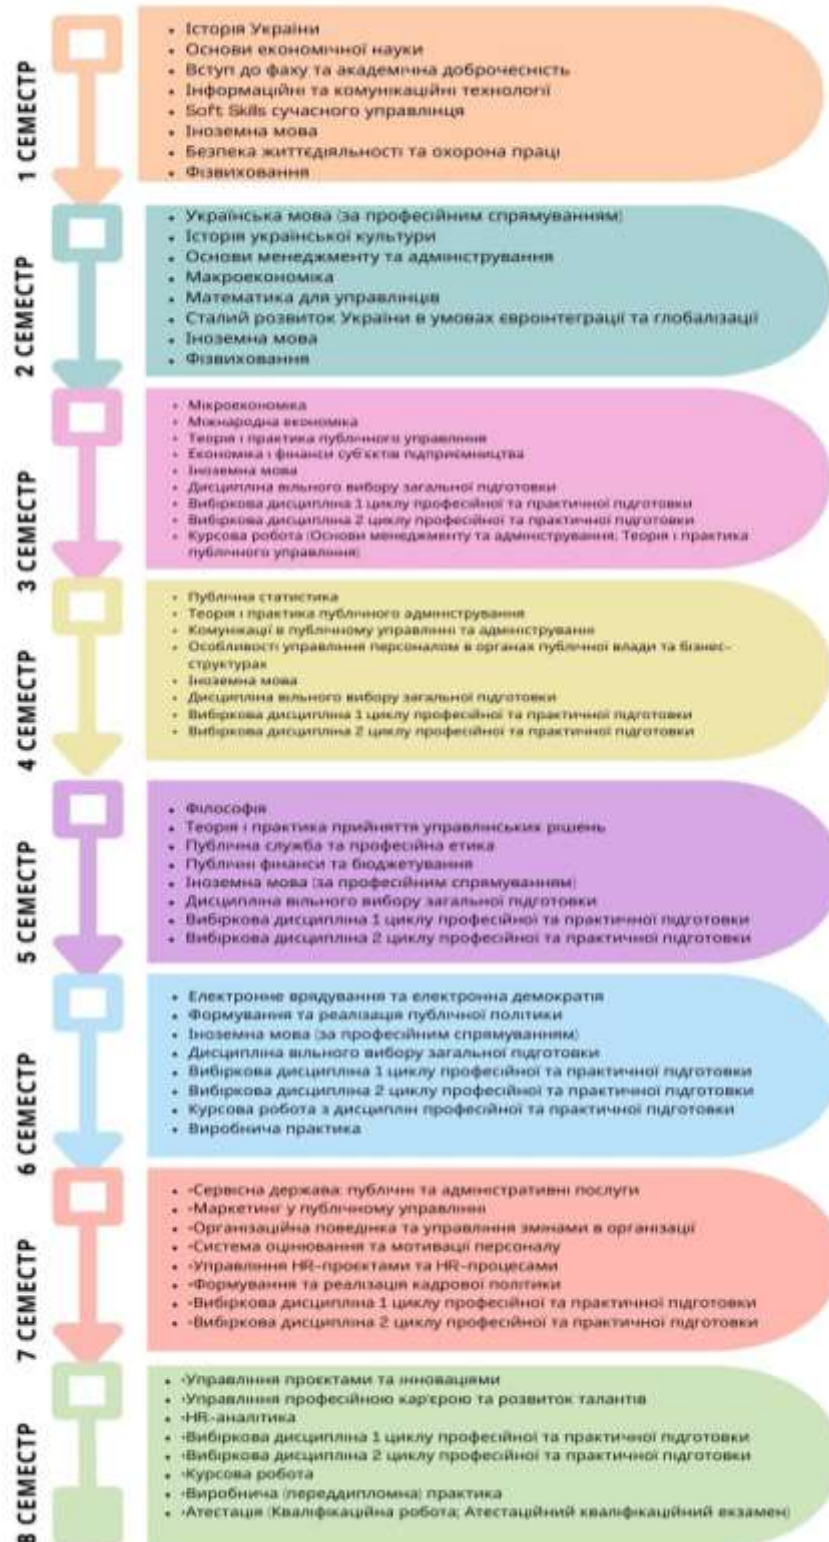 1 СЕМЕСТР
Історія України
Основи економічної науки
Вступ до фаху та академічна доброчесність
Інформаційні та комунікаційні технології
Soft Skills сучасного управлінця
Іноземна мова
Безпека життєдіяльності та охорона праці
Фізвиховання
2 СЕМЕСТР
Українська мова (за професійним спрямуванням)
Історія української культури
Основи менеджменту та адміністрування
Макроекономіка
Математика для управлінців
Сталий розвиток України в умовах євроінтеграції та глобалізації
Іноземна мова
Фізвиховання
3 СЕМЕСТР
Мікроекономіка
Міжнародна економіка
Теорія і практика публічного управління
Економіка і фінанси суб'єктів підприємництва
Іноземна мова
Дисципліна вільного вибору загальної підготовки
Вибіркова дисципліна 1 циклу професійної та практичної підготовки
Вибіркова дисципліна 2 циклу професійної та практичної підготовки
Курсова робота (Основи менеджменту та адміністрування; Теорія і практика
публічного управління)
4 СЕМЕСТР
Публічна статистика
Теорія і практика публічного адміністрування
Комунікації в публічному управлінні та адмініструванні
Особливості управління персоналом в органах публічної влади та бізнес-
структурах
Іноземна мова
Дисципліна вільного вибору загальної підготовки
Вибіркова дисципліна 1 циклу професійної та практичної підготовки
Вибіркова дисципліна 2 циклу професійної та практичної підготовки
5 СЕМЕСТР
Філософія
Теорія і практика прийняття управлінських рішень
Публічна служба та професійна етика
Публічні фінанси та бюджетування
Іноземна мова (за професійним спрямуванням)
Дисципліна вільного вибору загальної підготовки
Вибіркова дисципліна 1 циклу професійної та практичної підготовки
Вибіркова дисципліна 2 циклу професійної та практичної підготовки
6 СЕМЕСТР
Електронне врядування та електронна демократія
Формування та реалізація публічної політики
Іноземна мова (за професійним спрямуванням)
Дисципліна вільного вибору загальної підготовки
Вибіркова дисципліна 1 циклу професійної та практичної підготовки
Вибіркова дисципліна 2 циклу професійної та практичної підготовки
Курсова робота з дисциплін професійної та практичної підготовки
Виробнича практика
7 СЕМЕСТР
•Сервісна держава: публічні та адміністративні послуги
•Маркетинг у публічному управлінні
•Організаційна поведінка та управління змінами в організації
•Система оцінювання та мотивації персоналу
•Управління HR-проєктами та HR-процесами
•Формування та реалізація кадрової політики
•Вибіркова дисципліна 1 циклу професійної та практичної підготовки
•Вибіркова дисципліна 2 циклу професійної та практичної підготовки
8 СЕМЕСТР
•Управління проєктами та інноваціями
•Управління професійною кар'єрою та розвиток талантів
•HR-аналітика
•Вибіркова дисципліна 1 циклу професійної та практичної підготовки
•Вибіркова дисципліна 2 циклу професійної та практичної підготовки
•Курсова робота
•Виробнича (переддипломна) практика
•Атестація (Кваліфікаційна робота; Атестаційний кваліфікаційний екзамен)